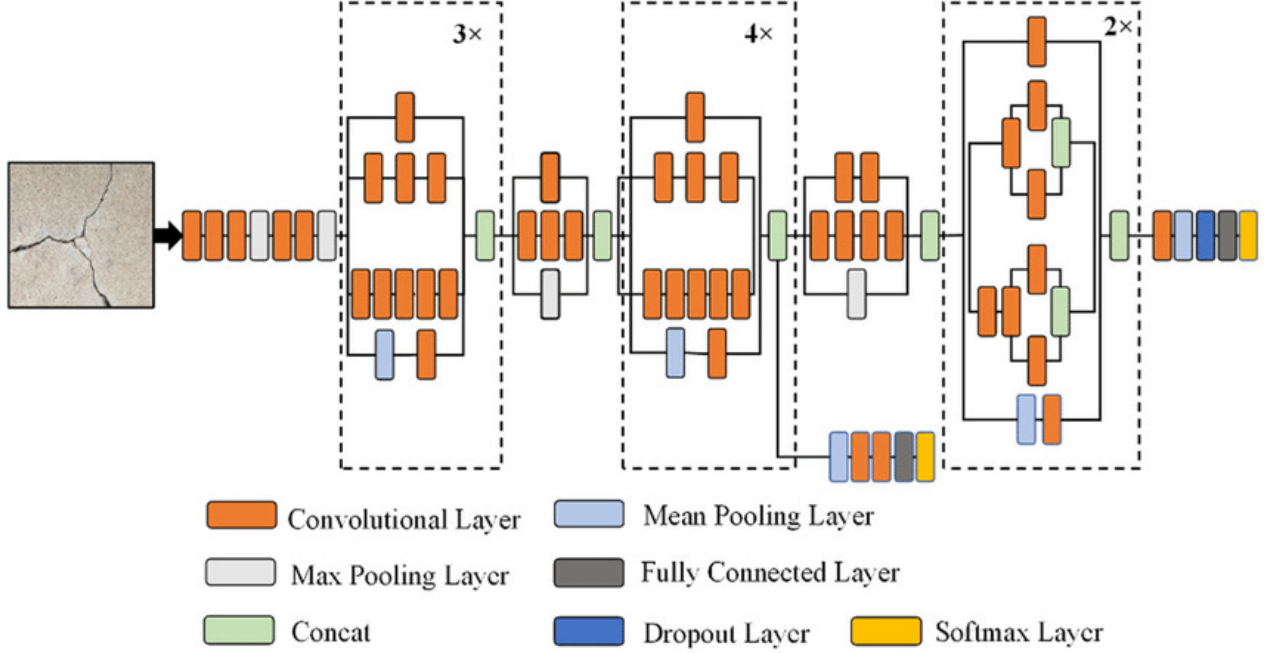 3×
4×
2×
Convolutional Layer
Mean Pooling Layer
Max Pooling Layer
Fully Connected Layer
Concat
Dropout Layer
Softmax Layer